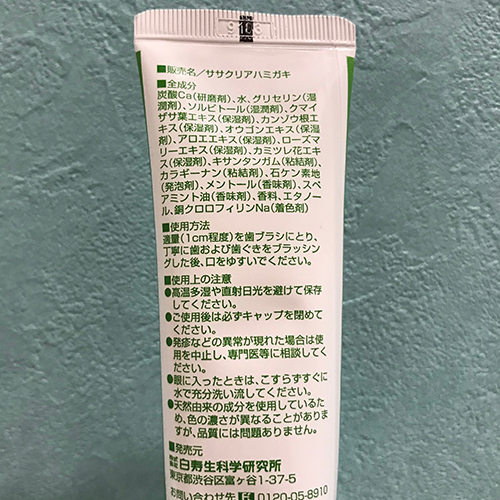 9183
■販売名／ササクリアハミガキ
■全成分
炭酸Ca(研磨剤)、水、グリセリン(湿
潤剤)、ソルビトール(湿潤剤)、クマイ
ザサ葉エキス(保湿剤)、カンゾウ根エ
キス(保湿剤)、オウゴンエキス(保湿
剤)、アロエエキス(保湿剤)、ローズマ
リーエキス(保湿剤)、カミツレ花エキ
ス(保湿剤)、キサンタンガム(粘結剤)、
カラギーナン(粘結剤)、石ケン素地
(発泡剤)、メントール(香味剤)、スペ
アミント油(香味剤)、香料、エタノー
ル、銅クロロフィリンNa(着色剤)
■使用方法
適量(1cm程度)を歯ブラシにとり、
丁寧に歯および歯ぐきをブラッシン
グした後、口をゆすいでください。
■使用上の注意
●高温多湿や直射日光を避けて保存
してください。
●ご使用後は必ずキャップを閉めて
ください。
●発疹などの異常が現れた場合は使
用を中止し、専門医等に相談してく
ださい。
●眼に入ったときは、こすらずすぐに
水で充分洗い流してください。
●天然由来の成分を使用しているた
め、色の濃さが異なることがありま
すが、品質には問題ありません。
■発売元
株式会社白寿生科学研究所
東京都渋谷区富ヶ谷1-37-5
お問い合わせ先 0120-05-8910